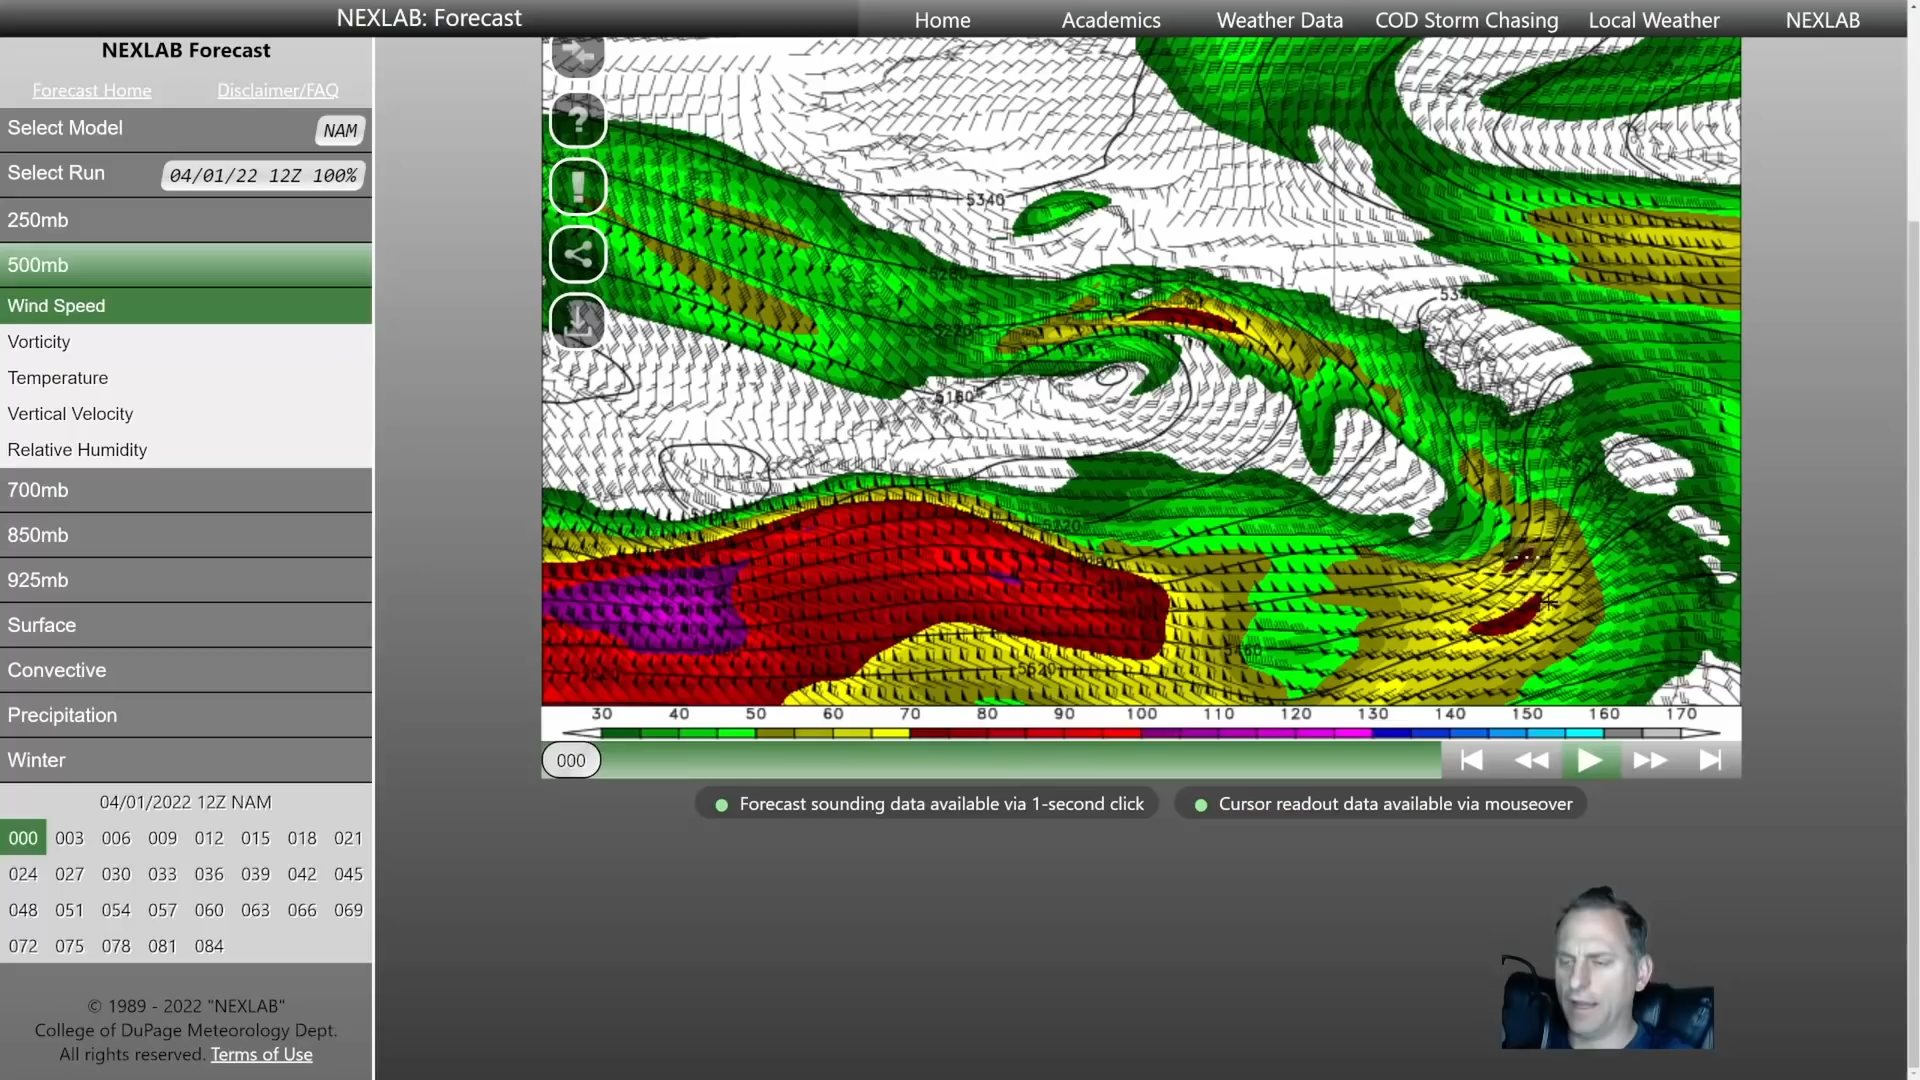 NEXLAB: Forecast
Home Academics Weather Data COD Storm Chasing Local Weather NEXLAB
NEXLAB Forecast
Forecast Home Disclaimer/FAQ
Select Model NAM
Select Run 04/01/22 12Z 100%
250mb
500mb
Wind Speed
Vorticity
Temperature
Vertical Velocity
Relative Humidity
700mb
850mb
925mb
Surface
Convective
Precipitation
Winter
04/01/2022 12Z NAM
000 003 006 009 012 015 018 021
024 027 030 033 036 039 042 045
048 051 054 057 060 063 066 069
072 075 078 081 084
© 1989 - 2022 "NEXLAB"
College of DuPage Meteorology Dept.
All rights reserved. Terms of Use
?
!
5340
5280
5340
5220
5160
5220
5620
30 40 50 60 70 80 90 100 110 120 130 140 150 160 170
000
Forecast sounding data available via 1-second click
Cursor readout data available via mouseover